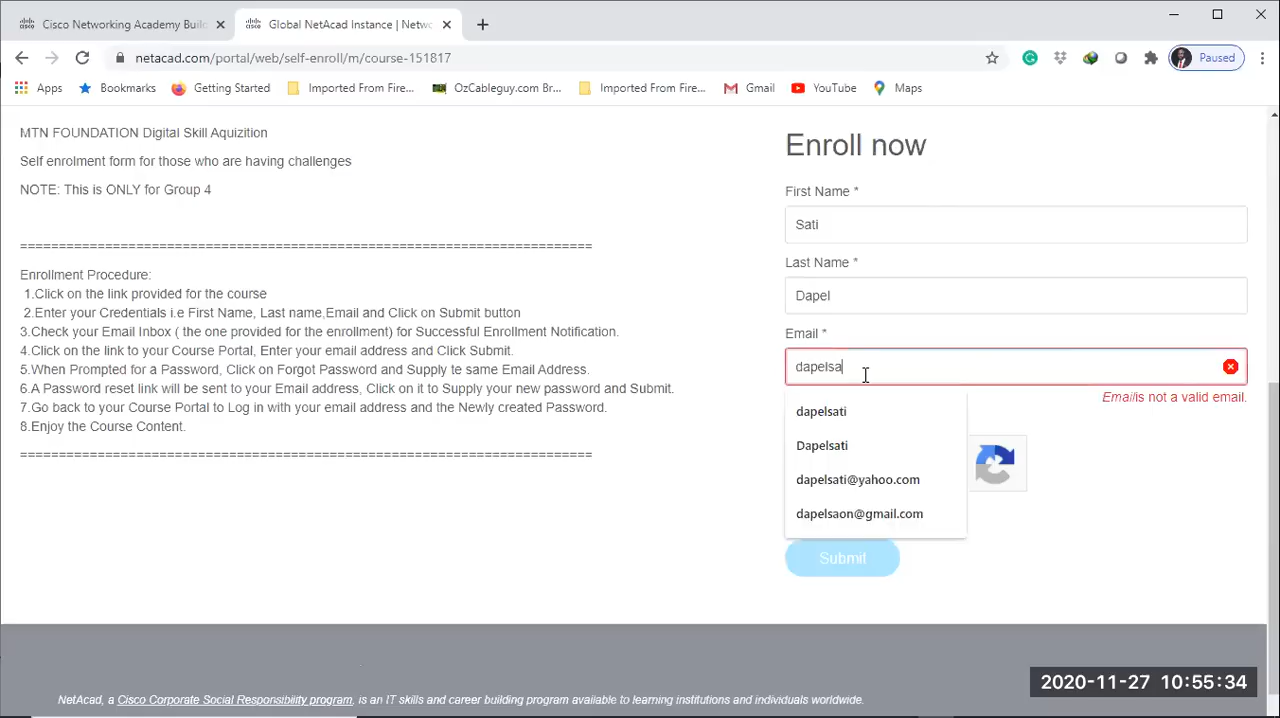 Cisco Networking Academy Buil
Global NetAcad Instance | Netwo
netacad.com/portal/web/self-enroll/m/course-151817
Paused
Apps
Bookmarks
Getting Started
Imported From Fire...
OzCableguy.com Br...
Imported From Fire...
Gmail
YouTube
Maps
MTN FOUNDATION Digital Skill Aquizition
Self enrolment form for those who are having challenges
NOTE: This is ONLY for Group 4
==========================================================================
Enrollment Procedure:
1.Click on the link provided for the course
2.Enter your Credentials i.e First Name, Last name,Email and Click on Submit button
3.Check your Email Inbox ( the one provided for the enrollment) for Successful Enrollment Notification.
4.Click on the link to your Course Portal, Enter your email address and Click Submit.
5.When Prompted for a Password, Click on Forgot Password and Supply te same Email Address.
6.A Password reset link will be sent to your Email address, Click on it to Supply your new password and Submit.
7.Go back to your Course Portal to Log in with your email address and the Newly created Password.
8.Enjoy the Course Content.
==========================================================================
Enroll now
First Name *
Sati
Last Name *
Dapel
Email *
dapelsa
Emailis not a valid email.
dapelsati
Dapelsati
dapelsati@yahoo.com
dapelsaon@gmail.com
Submit
NetAcad, a Cisco Corporate Social Responsibility program, is an IT skills and career building program available to learning institutions and individuals worldwide.
2020-11-27 10:55:34